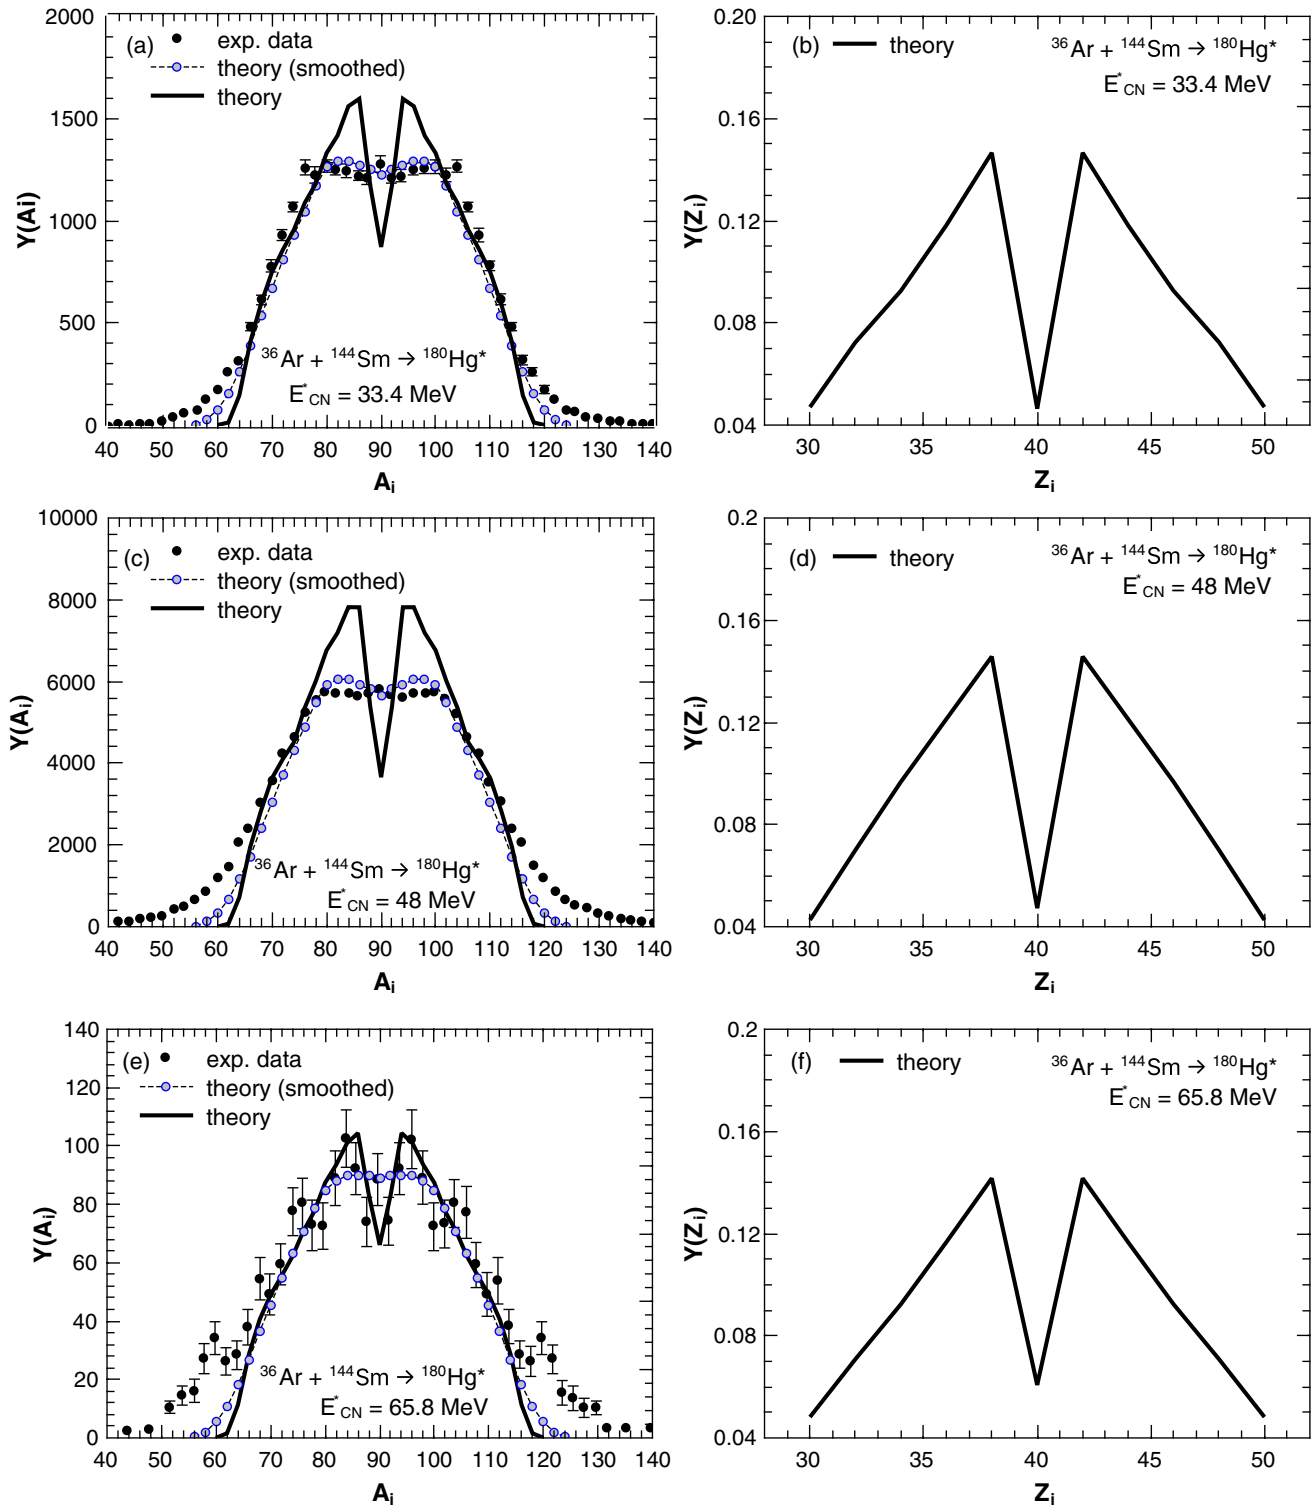 (a) exp. data
theory (smoothed)
theory
2000
1500
1000
500
0
Y(Ai)
³⁶Ar + ¹⁴⁴Sm → ¹⁸⁰Hg*
E*CN = 33.4 MeV
40 50 60 70 80 90 100 110 120 130 140
Ai
(b) theory
³⁶Ar + ¹⁴⁴Sm → ¹⁸⁰Hg*
E*CN = 33.4 MeV
0.20
0.16
0.12
0.08
0.04
Y(Zi)
30 35 40 45 50
Zi
(c) exp. data
theory (smoothed)
theory
10000
8000
6000
4000
2000
0
Y(Ai)
³⁶Ar + ¹⁴⁴Sm → ¹⁸⁰Hg*
E*CN = 48 MeV
40 50 60 70 80 90 100 110 120 130 140
Ai
(d) theory
³⁶Ar + ¹⁴⁴Sm → ¹⁸⁰Hg*
E*CN = 48 MeV
0.2
0.16
0.12
0.08
0.04
Y(Zi)
30 35 40 45 50
Zi
(e) exp. data
theory (smoothed)
theory
140
120
100
80
60
40
20
0
Y(Ai)
³⁶Ar + ¹⁴⁴Sm → ¹⁸⁰Hg*
E*CN = 65.8 MeV
40 50 60 70 80 90 100 110 120 130 140
Ai
(f) theory
³⁶Ar + ¹⁴⁴Sm → ¹⁸⁰Hg*
E*CN = 65.8 MeV
0.2
0.16
0.12
0.08
0.04
Y(Zi)
30 35 40 45 50
Zi